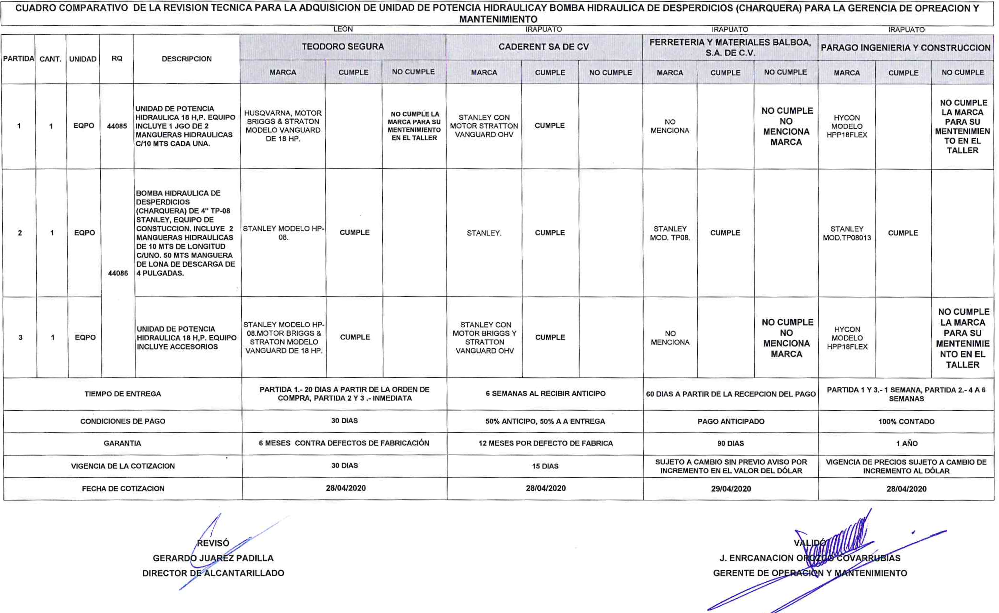 CUADRO COMPARATIVO DE LA REVISION TECNICA PARA LA ADQUISICION DE UNIDAD DE POTENCIA HIDRAULICAY BOMBA HIDRAULICA DE DESPERDICIOS (CHARQUERA) PARA LA GERENCIA DE OPREACION Y
MANTENIMIENTO
LEÓN IRAPUATO IRAPUATO IRAPUATO
PARTIDA CANT. UNIDAD RQ DESCRIPCION
TEODORO SEGURA
CADERENT SA DE CV
FERRETERIA Y MATERIALES BALBOA,
S.A. DE C.V.
PARAGO INGENIERIA Y CONSTRUCCION
MARCA CUMPLE NO CUMPLE MARCA CUMPLE NO CUMPLE MARCA CUMPLE NO CUMPLE MARCA CUMPLE NO CUMPLE
1 1 EQPO 44085
UNIDAD DE POTENCIA
HIDRAULICA 18 H,P. EQUIPO
INCLUYE 1 JGO DE 2
MANGUERAS HIDRAULICAS
C/10 MTS CADA UNA.
HUSQVARNA, MOTOR
BRIGGS & STRATON
MODELO VANGUARD
DE 18 HP.
NO CUMPLE LA
MARCA PARA SU
MENTENIMIENTO
EN EL TALLER
STANLEY CON
MOTOR STRATTON
VANGUARD OHV
CUMPLE
NO
MENCIONA
NO CUMPLE
NO
MENCIONA
MARCA
HYCON
MODELO
HPP18FLEX
NO CUMPLE
LA MARCA
PARA SU
MENTENIMIEN
TO EN EL
TALLER
2 1 EQPO
BOMBA HIDRAULICA DE
DESPERDICIOS
(CHARQUERA) DE 4" TP-08
STANLEY, EQUIPO DE
CONSTUCCION. INCLUYE 2
MANGUERAS HIDRAULICAS
DE 10 MTS DE LONGITUD
C/UNO. 50 MTS MANGUERA
DE LONA DE DESCARGA DE
4 PULGADAS.
44086
STANLEY MODELO HP-
08.
CUMPLE
STANLEY.
CUMPLE
STANLEY
MOD. TP08.
CUMPLE
STANLEY
MOD,TP08013
CUMPLE
3 1 EQPO
UNIDAD DE POTENCIA
HIDRAULICA 18 H,P. EQUIPO
INCLUYE ACCESORIOS
STANLEY MODELO HP-
08.MOTOR BRIGGS &
STRATON MODELO
VANGUARD DE 18 HP.
CUMPLE
STANLEY CON
MOTOR BRIGGS Y
STRATTON
VANGUARD OHV
CUMPLE
NO
MENCIONA
NO CUMPLE
NO
MENCIONA
MARCA
HYCON
MODELO
HPP18FLEX
NO CUMPLE
LA MARCA
PARA SU
MENTENIMIE
NTO EN EL
TALLER
TIEMPO DE ENTREGA
PARTIDA 1.- 20 DIAS A PARTIR DE LA ORDEN DE
COMPRA, PARTIDA 2 Y 3 .- INMEDIATA
6 SEMANAS AL RECIBIR ANTICIPO
60 DIAS A PARTIR DE LA RECEPCION DEL PAGO
PARTIDA 1 Y 3.- 1 SEMANA, PARTIDA 2.- 4 A 6
SEMANAS
CONDICIONES DE PAGO 30 DIAS 50% ANTICIPO, 50% A A ENTREGA PAGO ANTICIPADO 100% CONTADO
GARANTIA 6 MESES CONTRA DEFECTOS DE FABRICACIÓN 12 MESES POR DEFECTO DE FABRICA 90 DIAS 1 AÑO
VIGENCIA DE LA COTIZACION 30 DIAS 15 DIAS
SUJETO A CAMBIO SIN PREVIO AVISO POR
INCREMENTO EN EL VALOR DEL DÓLAR
VIGENCIA DE PRECIOS SUJETO A CAMBIO DE
INCREMENTO AL DÓLAR
FECHA DE COTIZACION 28/04/2020 28/04/2020 29/04/2020 28/04/2020
REVISÓ
GERARDO JUAREZ PADILLA
DIRECTOR DE ALCANTARILLADO
VALIDÓ
J. ENRCANACION OROZCO COVARRUBIAS
GERENTE DE OPERACIÓN Y MANTENIMIENTO